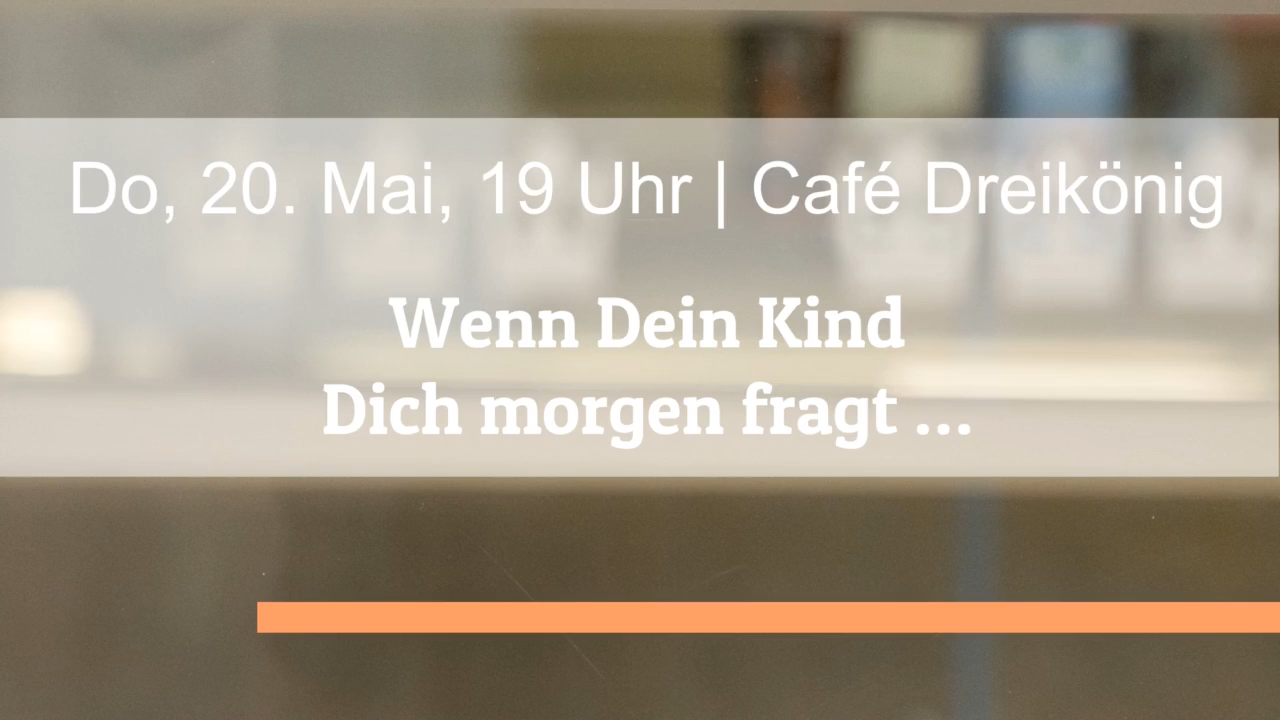 Do, 20. Mai, 19 Uhr | Café Dreikönig
Wenn Dein Kind
Dich morgen fragt ...